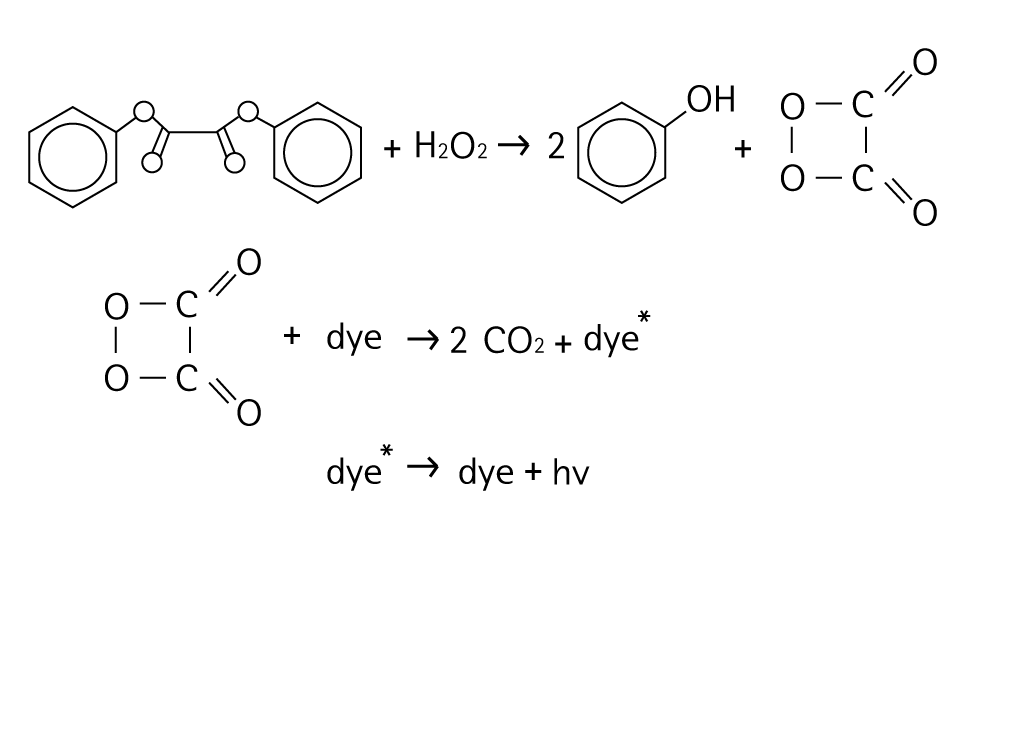 O O O O + H2O2 → 2 OH + O C O O C O
O C O O C O + dye → 2 CO2 + dye*
dye* → dye + hv